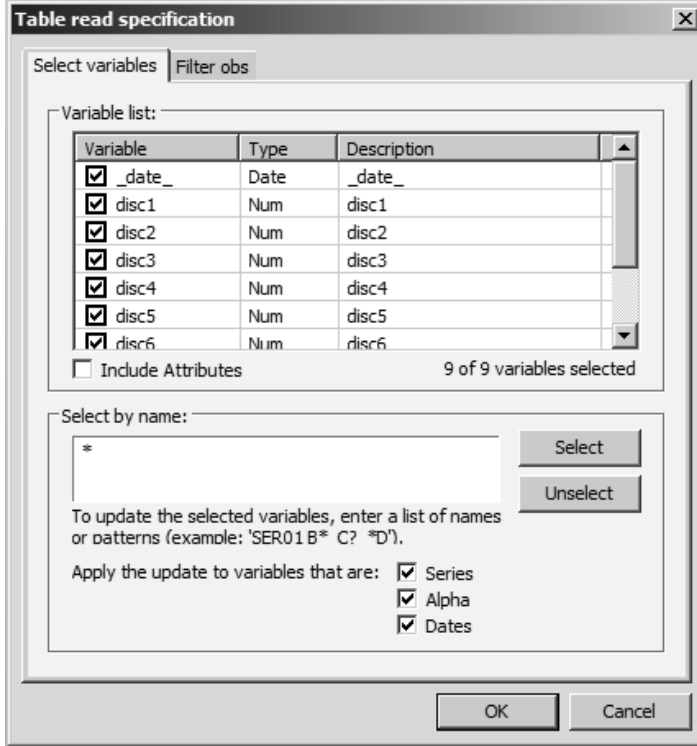 Table read specification
Select variables Filter obs
Variable list:
Variable Type Description
_date_ Date _date_
disc1 Num disc1
disc2 Num disc2
disc3 Num disc3
disc4 Num disc4
disc5 Num disc5
disc6 Num disc6
Include Attributes 9 of 9 variables selected
Select by name:
*
Select
Unselect
To update the selected variables, enter a list of names
or patterns (example: 'SER01 B* C? *D').
Apply the update to variables that are: Series
Alpha
Dates
OK Cancel